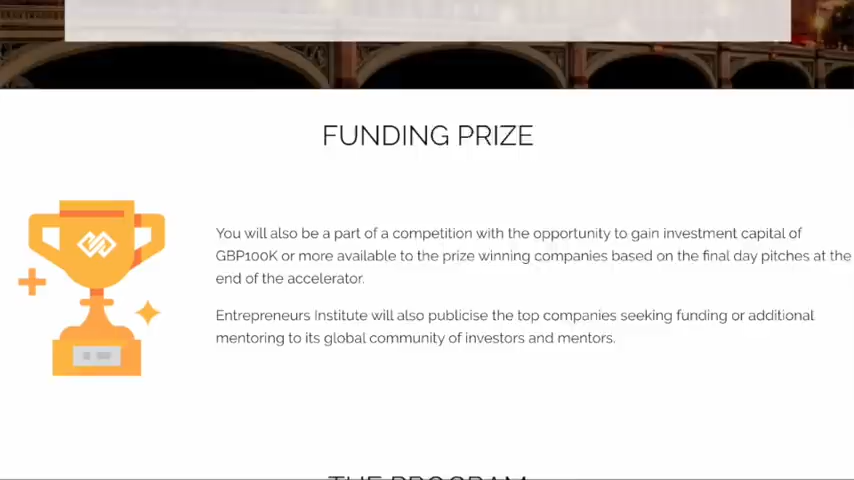 FUNDING PRIZE
You will also be a part of a competition with the opportunity to gain investment capital of
GBP100K or more available to the prize winning companies based on the final day pitches at the
end of the accelerator.
Entrepreneurs Institute will also publicise the top companies seeking funding or additional
mentoring to its global community of investors and mentors.
THE PROGRAM